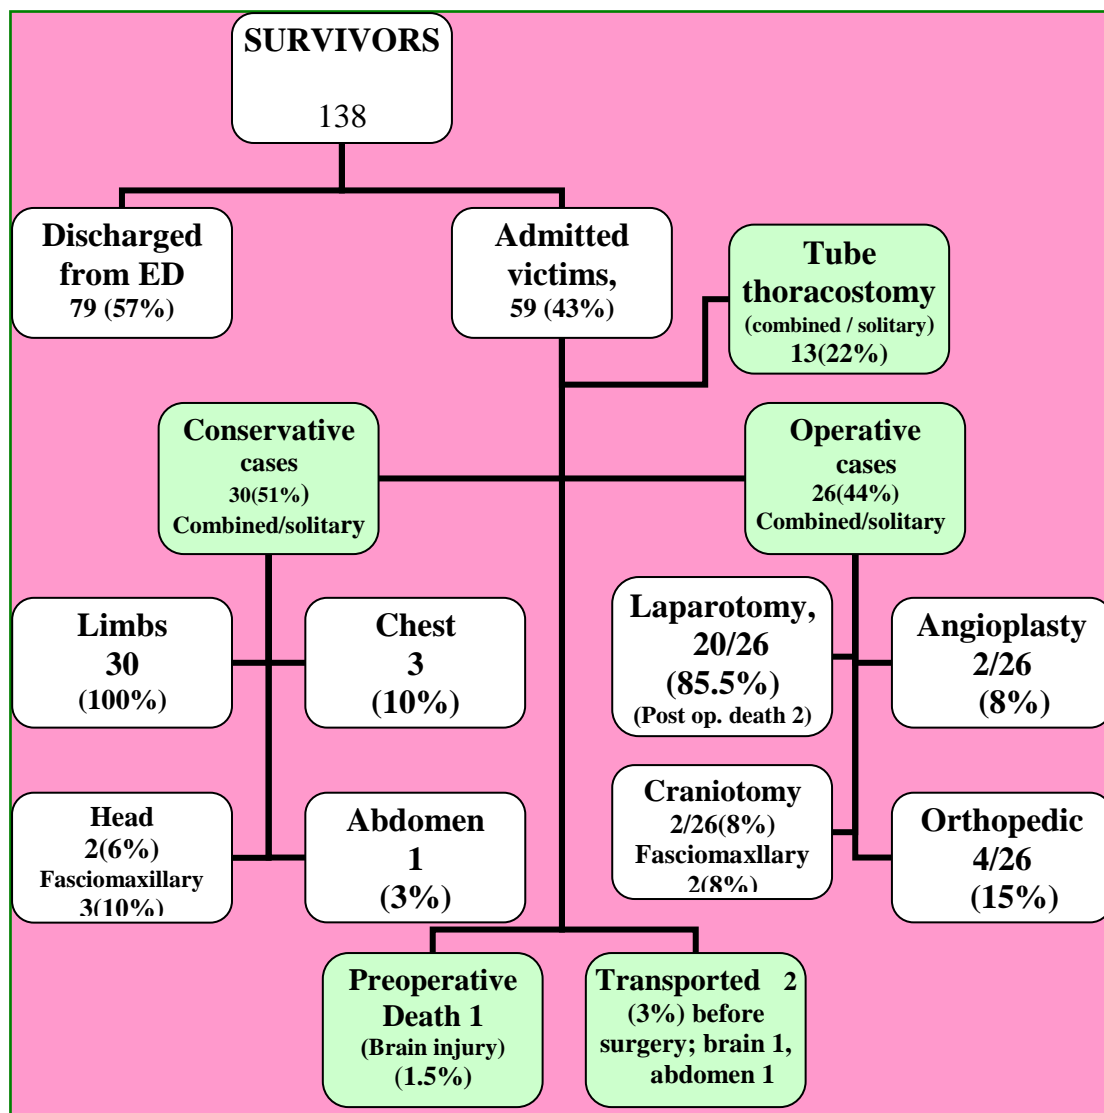 SURVIVORS
138
Discharged
from ED
79 (57%)
Admitted
victims,
59 (43%)
Tube
thoracostomy
(combined / solitary)
13(22%)
Conservative
cases
30(51%)
Combined/solitary
Operative
cases
26(44%)
Combined/solitary
Limbs
30
(100%)
Chest
3
(10%)
Laparotomy,
20/26
(85.5%)
(Post op. death 2)
Angioplasty
2/26
(8%)
Head
2(6%)
Fasciomaxillary
3(10%)
Abdomen
1
(3%)
Craniotomy
2/26(8%)
Fasciomaxllary
2(8%)
Orthopedic
4/26
(15%)
Preoperative
Death 1
(Brain injury)
(1.5%)
Transported 2
(3%) before
surgery; brain 1,
abdomen 1